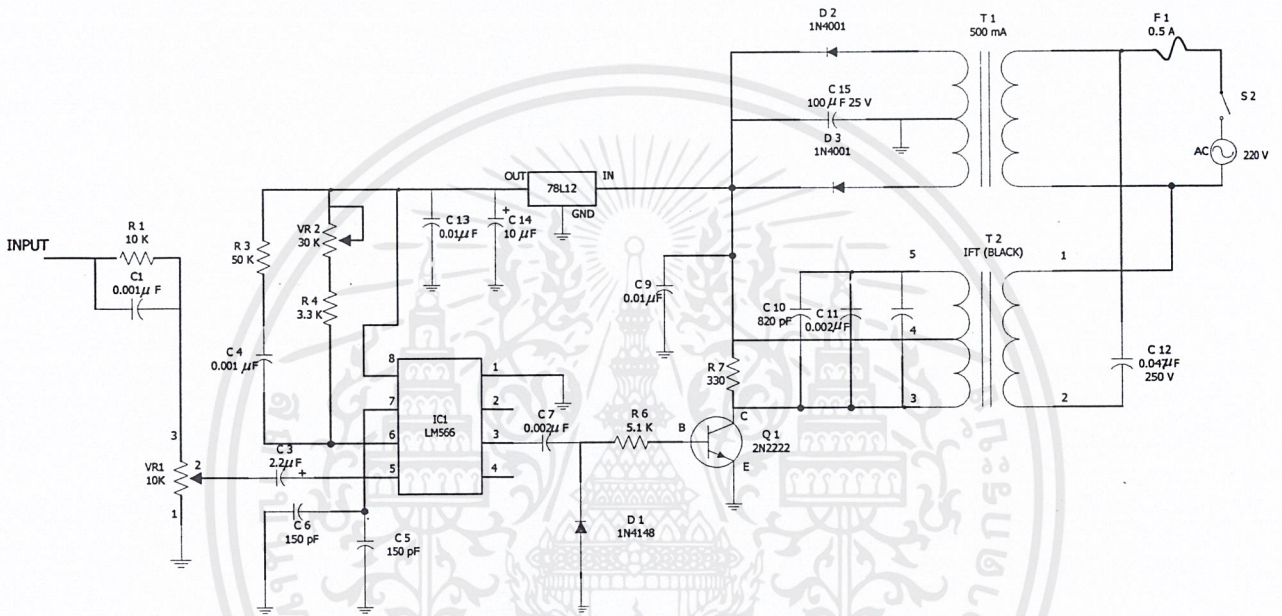 D 2
1N4001
T 1
500 mA
F 1
0.5 A
S 2
C 15
100 μF 25 V
D 3
1N4001
AC
220 V
OUT
IN
78L12
GND
INPUT
R 1
10 K
C1
0.001μ F
R 3
50 K
VR 2
30 K
C 13
0.01μF
+
C 14
10 μF
R 4
3.3 K
C 4
0.001 μF
C 9
0.01μF
T 2
IFT (BLACK)
5
1
C 10
820 pF
C 11
0.002μF
4
C 12
0.047μF
250 V
R 7
330
3
2
8
1
7
2
IC1
LM566
6
3
5
4
C 7
0.002μ F
R 6
5.1 K
B
C
E
Q 1
2N2222
3
VR1
10K
2
1
C 3
2.2μF
+
C 6
150 pF
C 5
150 pF
D 1
1N4148